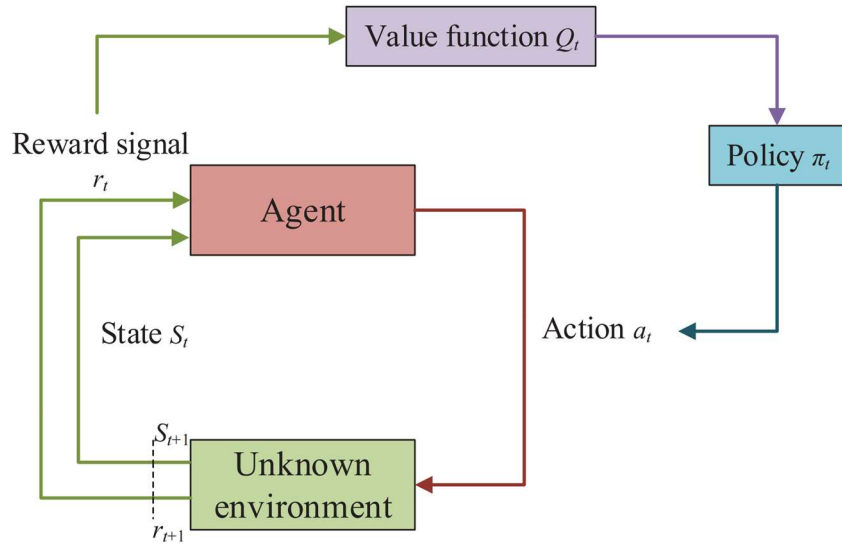 Value function Qt
Reward signal
rt
Policy πt
Agent
State St
Action at
St+1
Unknown
environment
rt+1